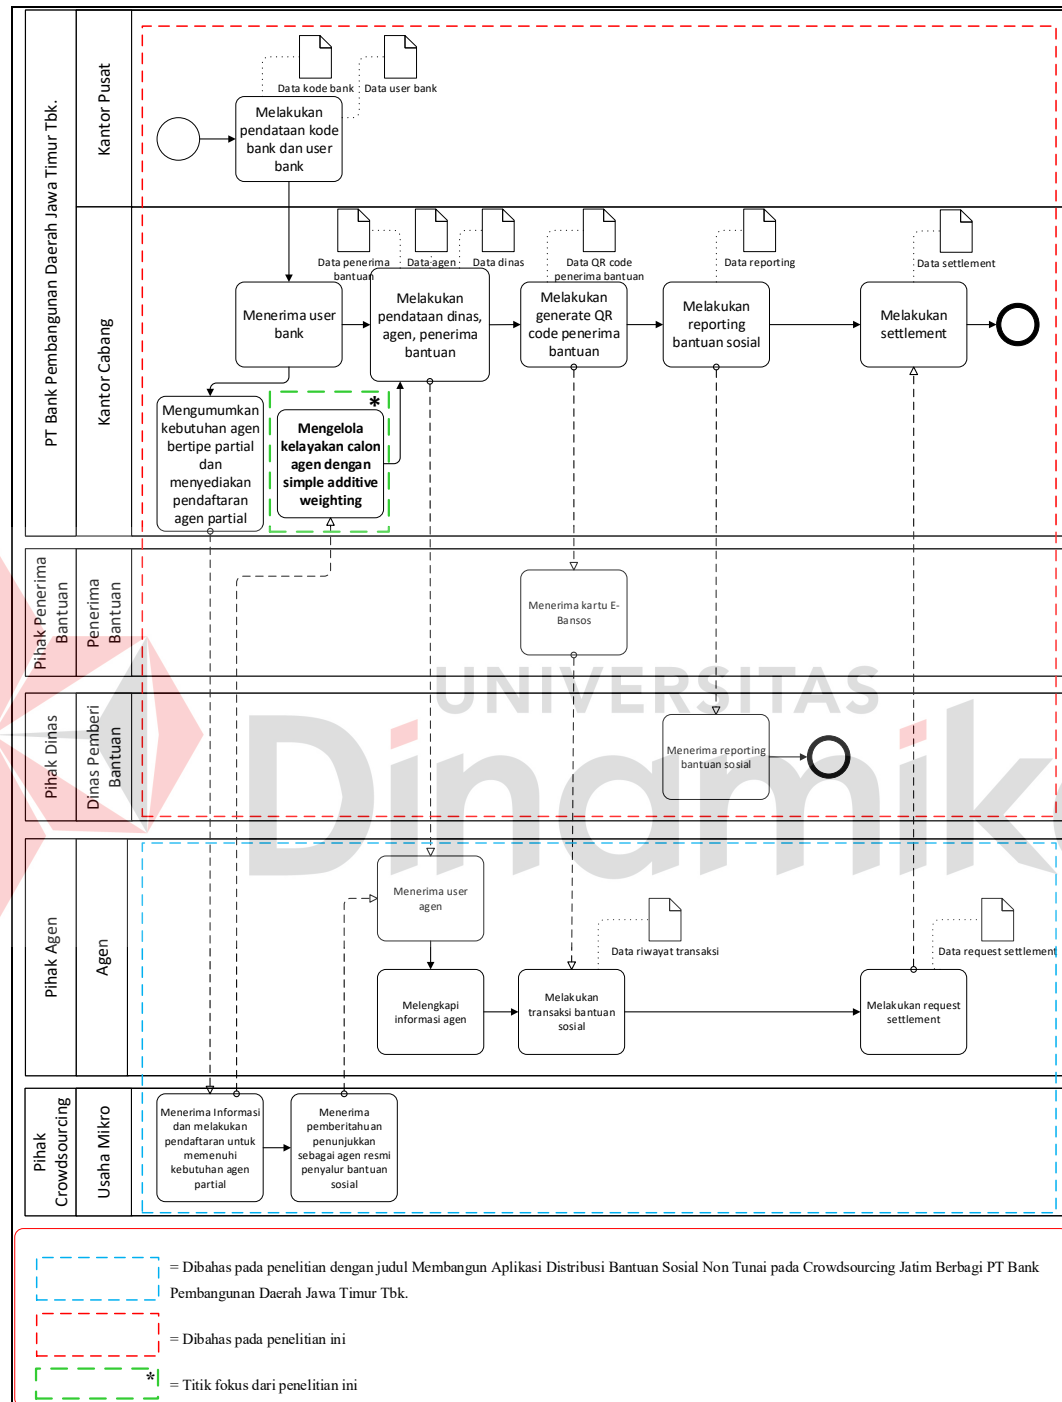 PT Bank Pembangunan Daerah Jawa Timur Tbk.
Kantor Pusat
Data kode bank
Data user bank
Melakukan
pendataan kode
bank dan user
bank
Kantor Cabang
Data penerima
bantuan
Data agen
Data dinas
Data QR code
penerima bantuan
Data reporting
Data settlement
Menerima user
bank
Melakukan
pendataan dinas,
agen, penerima
bantuan
Melakukan
generate QR
code penerima
bantuan
Melakukan
reporting
bantuan sosial
Melakukan
settlement
Mengumumkan
kebutuhan agen
bertipe partial
dan
menyediakan
pendaftaran
agen partial
*
Mengelola
kelayakan calon
agen dengan
simple additive
weighting
Pihak Penerima
Bantuan
Penerima
Bantuan
Menerima kartu E-
Bansos
UNIVERSITAS
Dinamika
Pihak Dinas
Dinas Pemberi
Bantuan
Menerima reporting
bantuan sosial
Pihak Agen
Agen
Menerima user
agen
Data riwayat transaksi
Data request settlement
Melengkapi
informasi agen
Melakukan
transaksi bantuan
sosial
Melakukan request
settlement
Pihak
Crowdsourcing
Usaha Mikro
Menerima Informasi
dan melakukan
pendaftaran untuk
memenuhi
kebutuhan agen
partial
Menerima
pemberitahuan
penunjukkan
sebagai agen resmi
penyalur bantuan
sosial
= Dibahas pada penelitian dengan judul Membangun Aplikasi Distribusi Bantuan Sosial Non Tunai pada Crowdsourcing Jatim Berbagi PT Bank
Pembangunan Daerah Jawa Timur Tbk.
= Dibahas pada penelitian ini
*
= Titik fokus dari penelitian ini